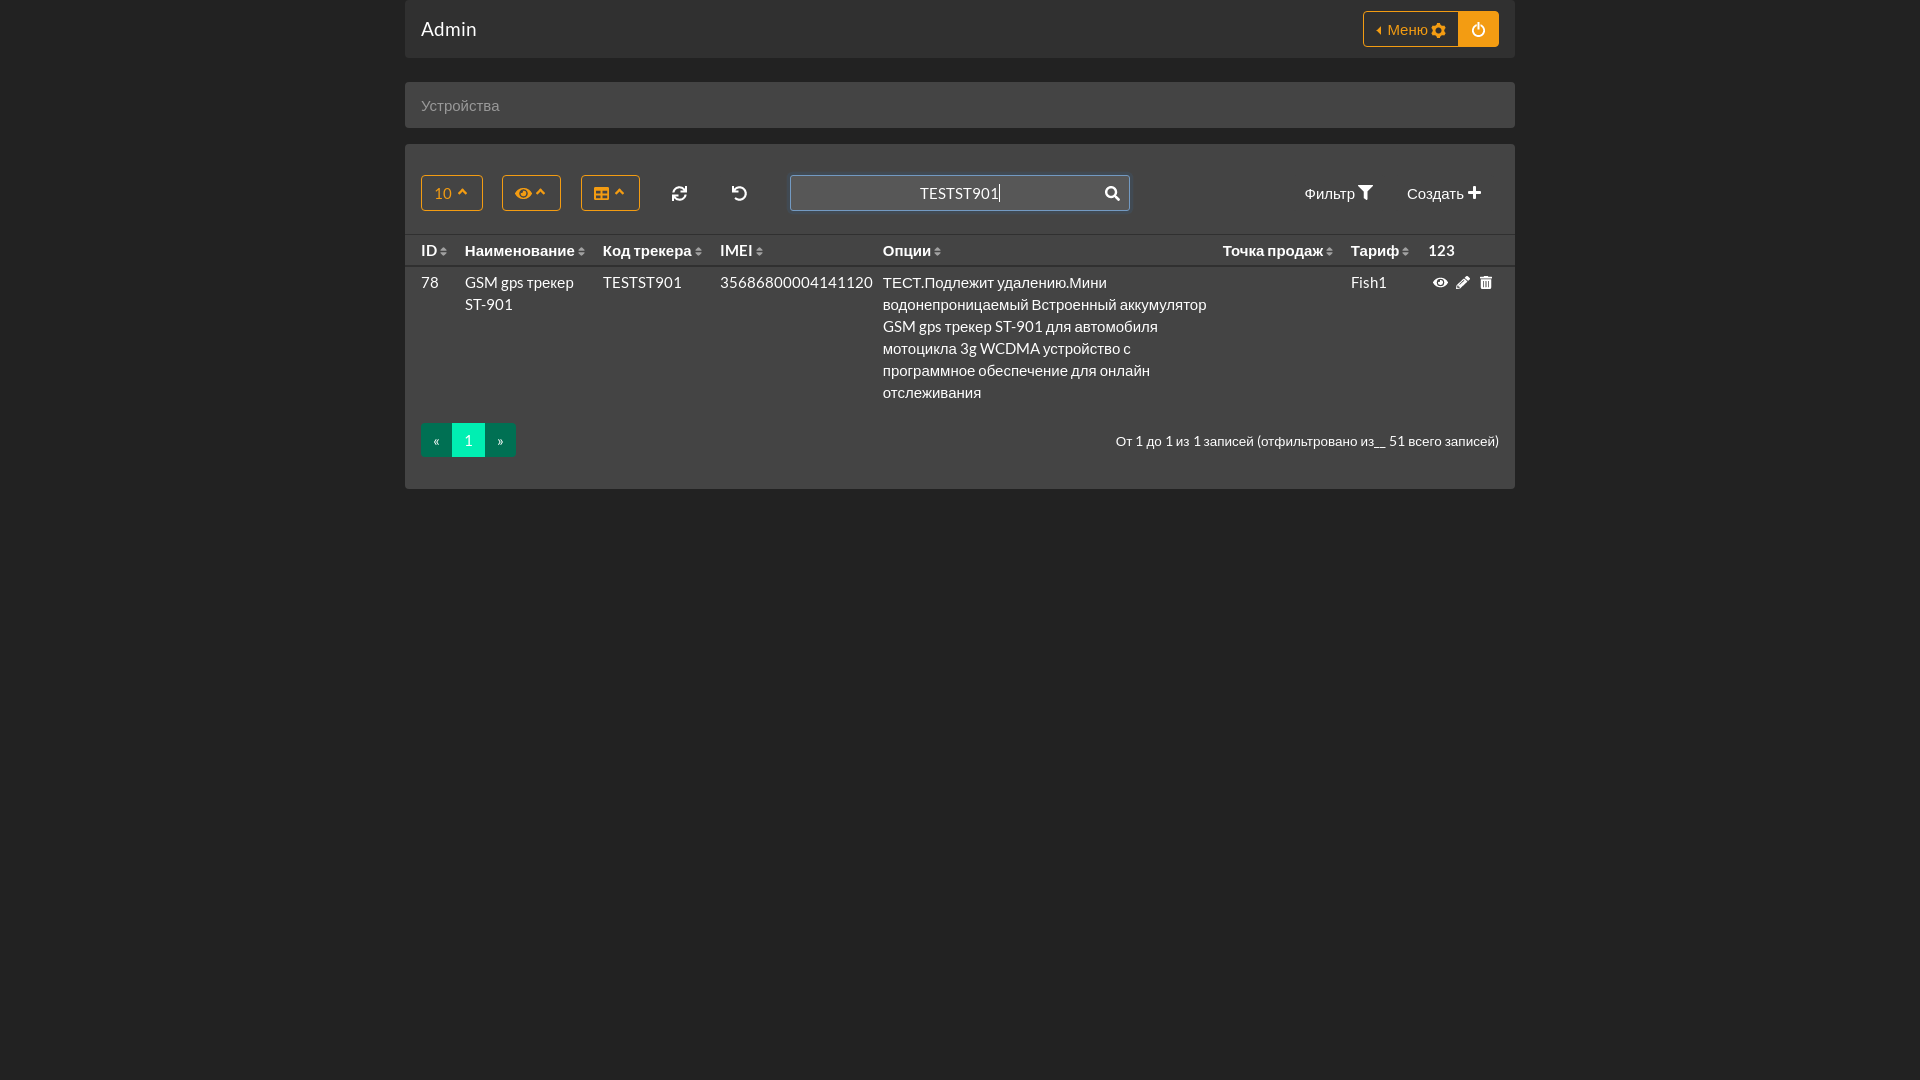 Admin
Меню
Устройства
10
TESTST901
Фильтр
Создать
ID Наименование Код трекера IMEI Опции Точка продаж Тариф 123
78 GSM gps трекер TESTST901 35686800004141120 ТЕСТ.Подлежит удалению.Мини Fish1
ST-901 водонепроницаемый Встроенный аккумулятор
GSM gps трекер ST-901 для автомобиля
мотоцикла 3g WCDMA устройство с
программное обеспечение для онлайн
отслеживания
« 1 »
От 1 до 1 из 1 записей (отфильтровано из__ 51 всего записей)